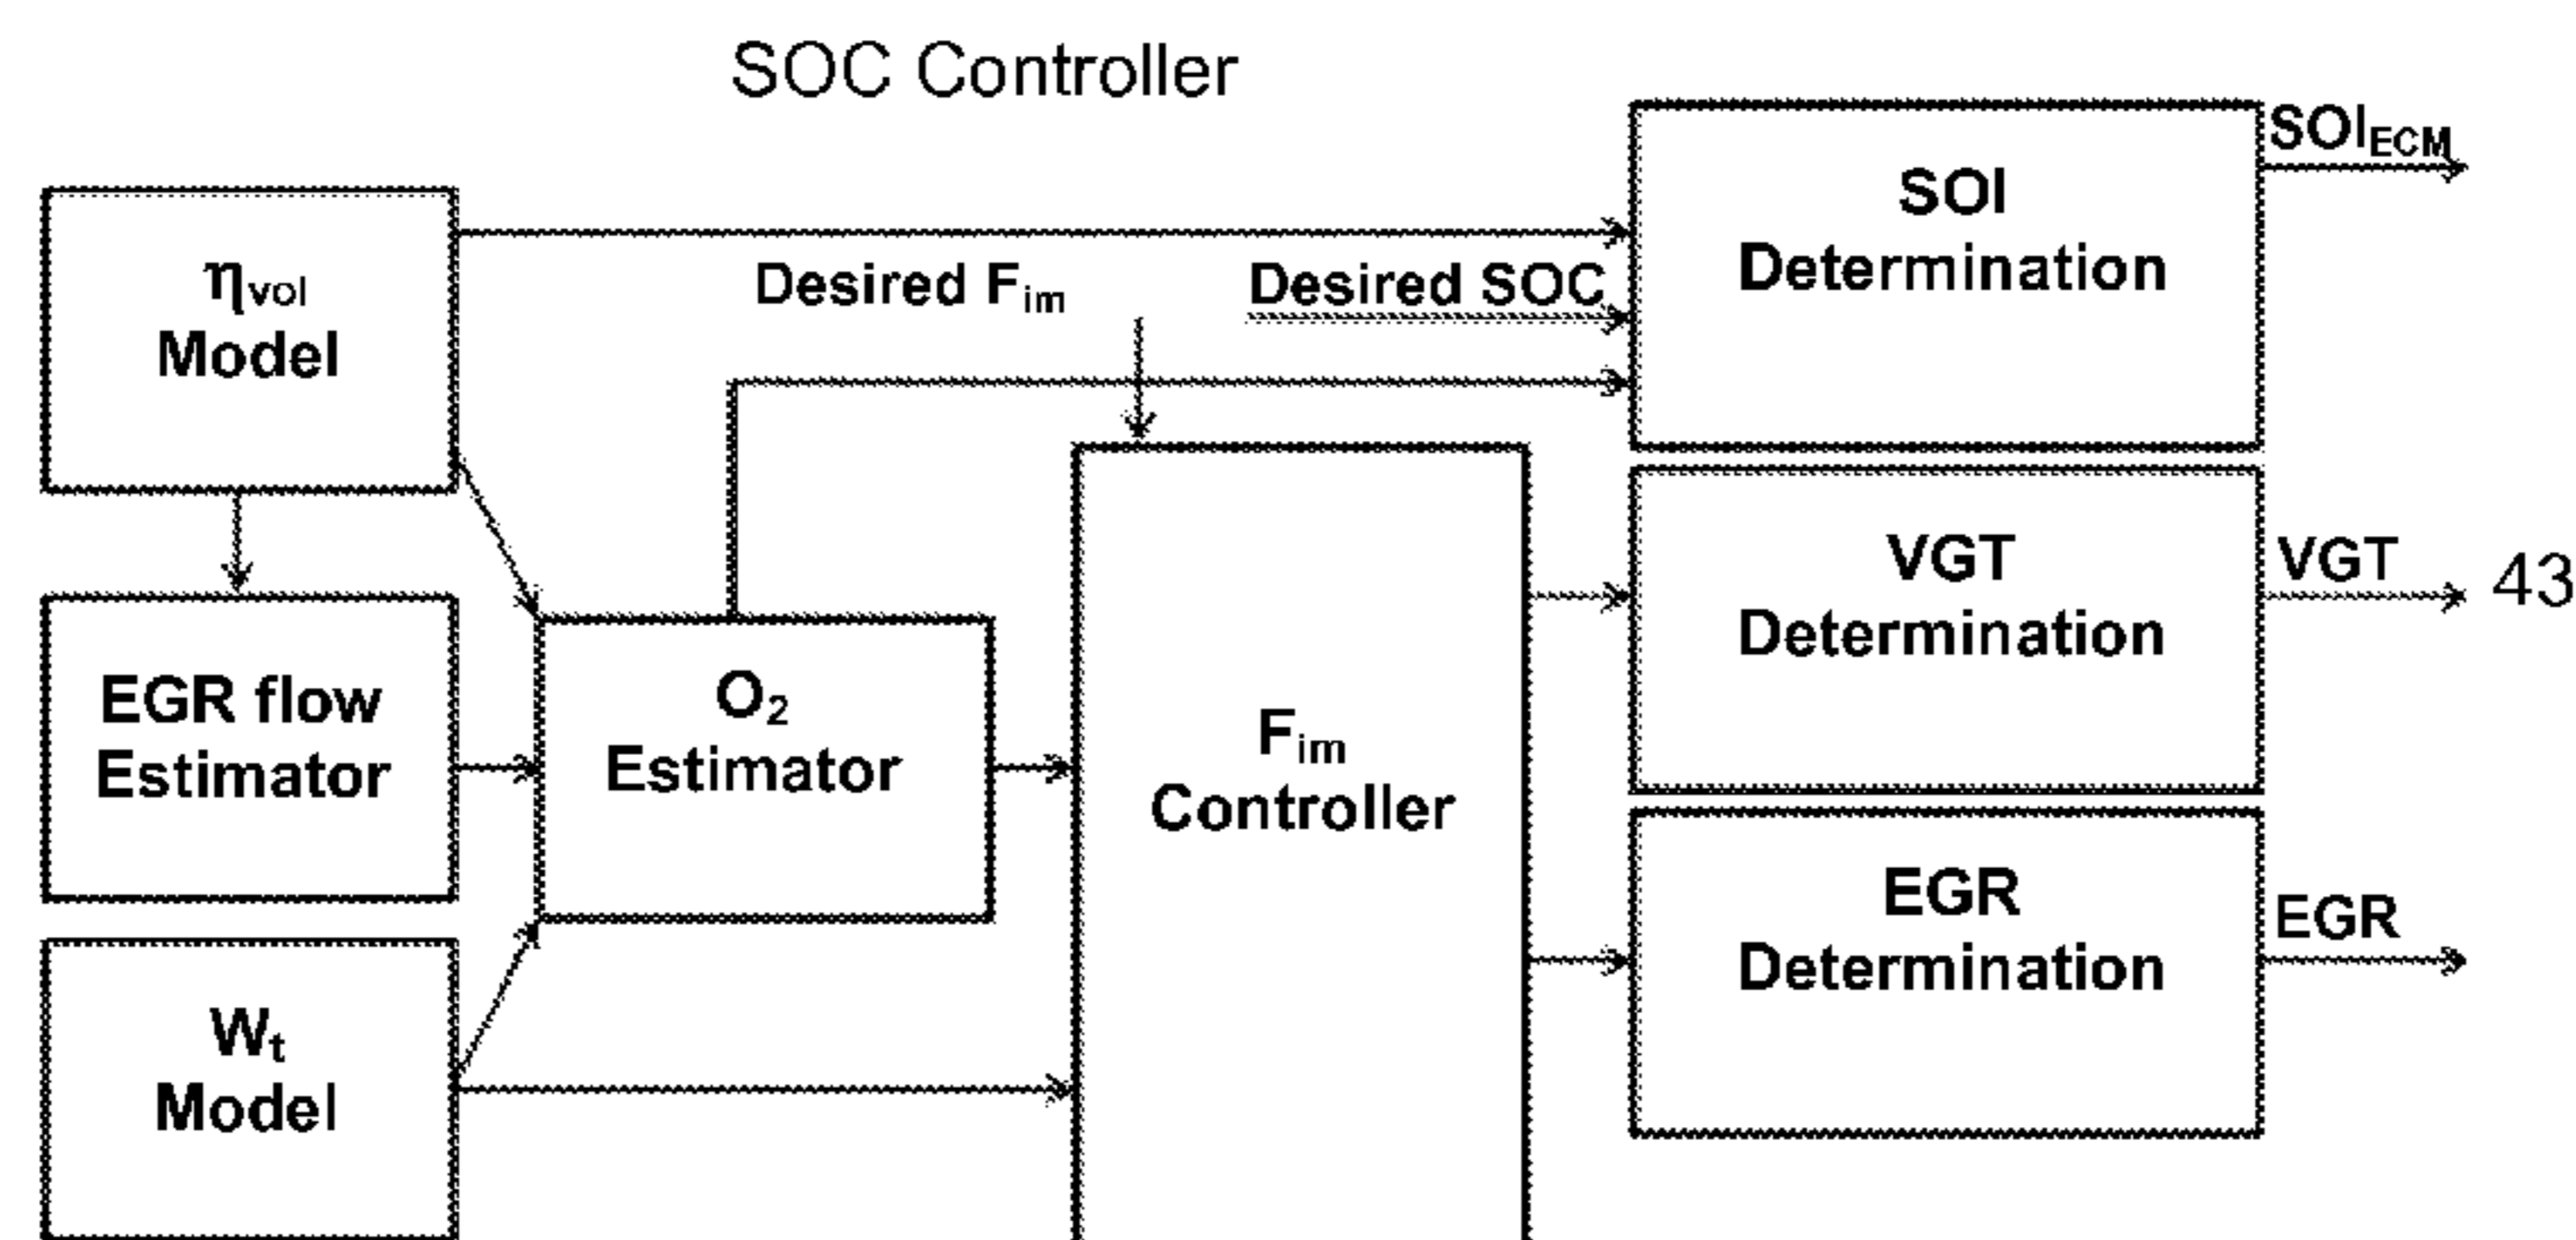 SOC Controller
ηvol
Model
Desired Fim
Desired SOC
SOI
Determination
SOIECM
EGR flow
Estimator
O2
Estimator
Fim
Controller
VGT
Determination
VGT
43
Wt
Model
EGR
Determination
EGR